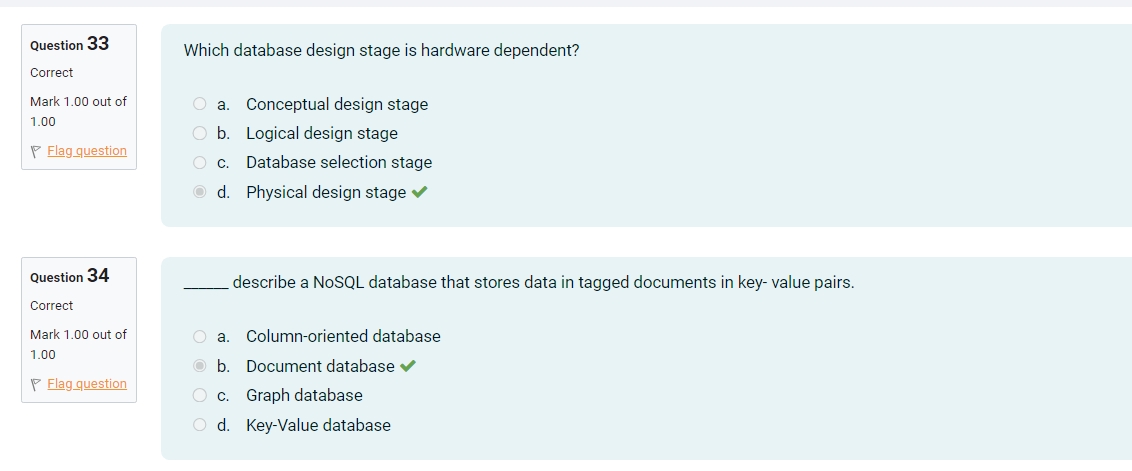 Question 33
Correct
Mark 1.00 out of
1.00
Flag question
Which database design stage is hardware dependent?
a. Conceptual design stage
b. Logical design stage
c. Database selection stage
d. Physical design stage
Question 34
Correct
Mark 1.00 out of
1.00
Flag question
______ describe a NoSQL database that stores data in tagged documents in key- value pairs.
a. Column-oriented database
b. Document database
c. Graph database
d. Key-Value database